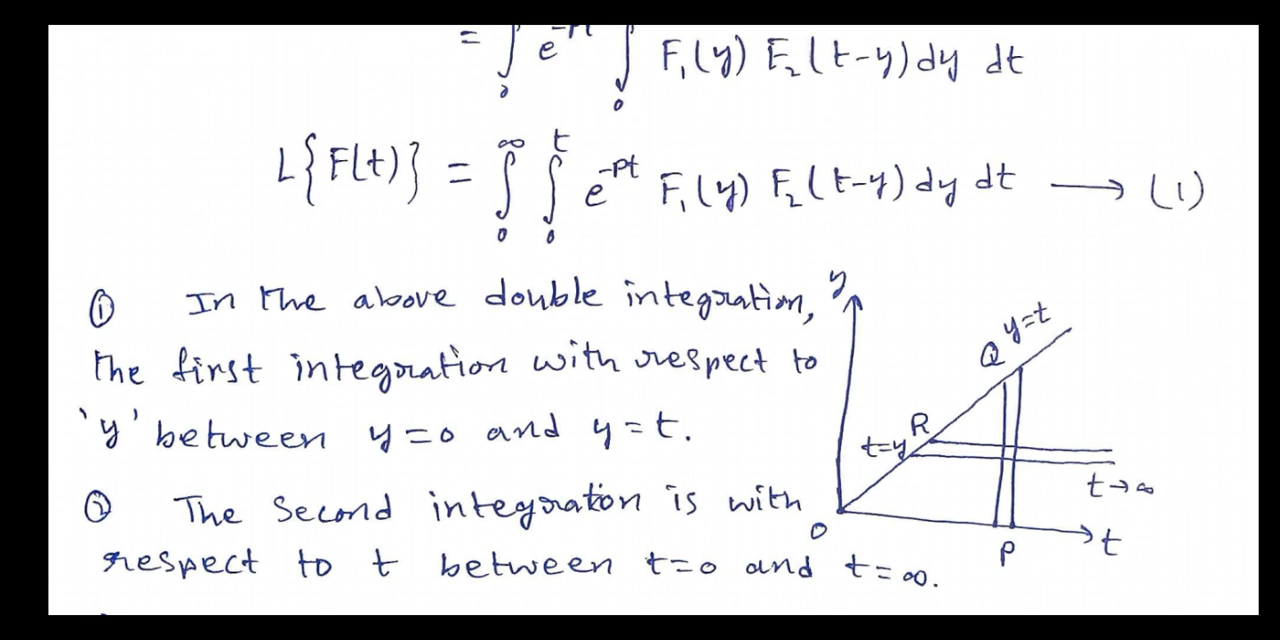 = ∫₀ e^-pt ∫₀ F₁(y) F₂(t-y) dy dt
L{F(t)} = ∫₀^∞ ∫₀^t e^-pt F₁(y) F₂(t-y) dy dt → (1)
① In the above double integration,
the first integration with respect to
'y' between y=0 and y=t.
② The Second integration is with
respect to t between t=0 and t=∞.
y
y=t
Q
R
t=y
t→∞
O
P
t